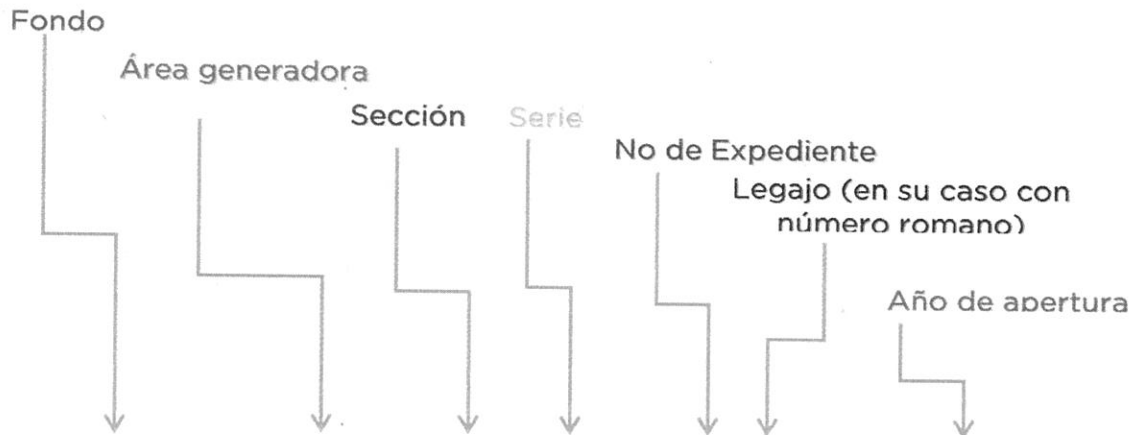 Fondo
Área generadora
Sección
Serie
No de Expediente
Legajo (en su caso con
número romano)
Año de apertura